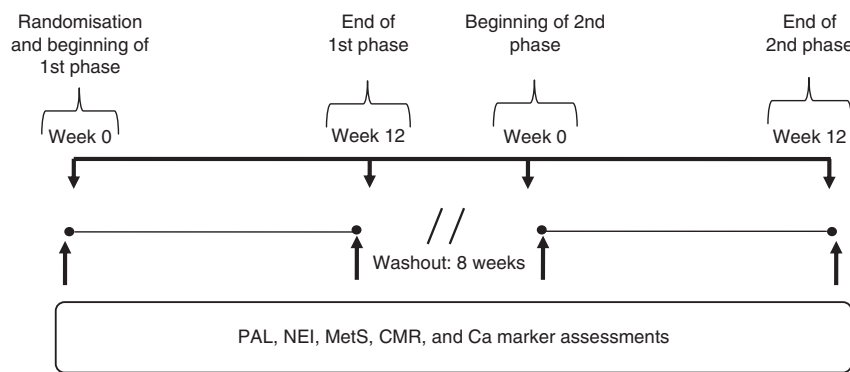 Randomisation
and beginning of
1st phase
End of
1st phase
Beginning of 2nd
phase
End of
2nd phase
Week 0
Week 12
Week 0
Week 12
Washout: 8 weeks
PAL, NEI, MetS, CMR, and Ca marker assessments